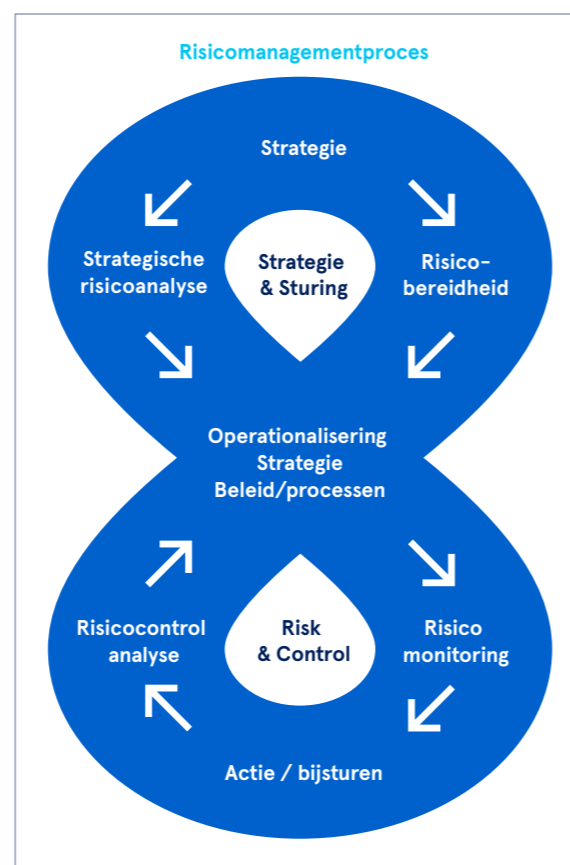 Risicomanagementproces
Strategie
Strategische
risicoanalyse
Strategie
& Sturing
Risico-
bereidheid
Operationalisering
Strategie
Beleid/processen
Risicocontrol
analyse
Risk
& Control
Risico
monitoring
Actie / bijsturen